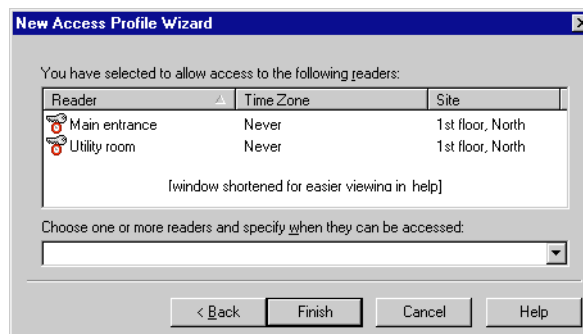 New Access Profile Wizard
You have selected to allow access to the following readers:
Reader Time Zone Site
Main entrance Never 1st floor, North
Utility room Never 1st floor, North
[window shortened for easier viewing in help]
Choose one or more readers and specify when they can be accessed:
< Back Finish Cancel Help